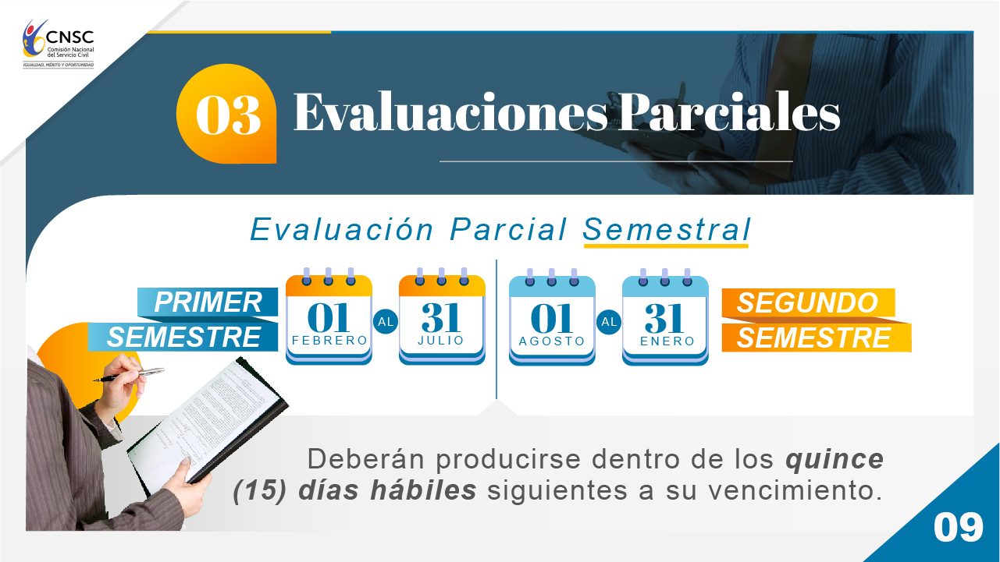 CNSC
Comisión Nacional
del Servicio Civil
IGUALDAD, MÉRITO Y OPORTUNIDAD
03
Evaluaciones Parciales
Evaluación Parcial Semestral
PRIMER
SEMESTRE
01
FEBRERO
AL
31
JULIO
01
AGOSTO
AL
31
ENERO
SEGUNDO
SEMESTRE
Deberán producirse dentro de los quince
(15) días hábiles siguientes a su vencimiento.
09